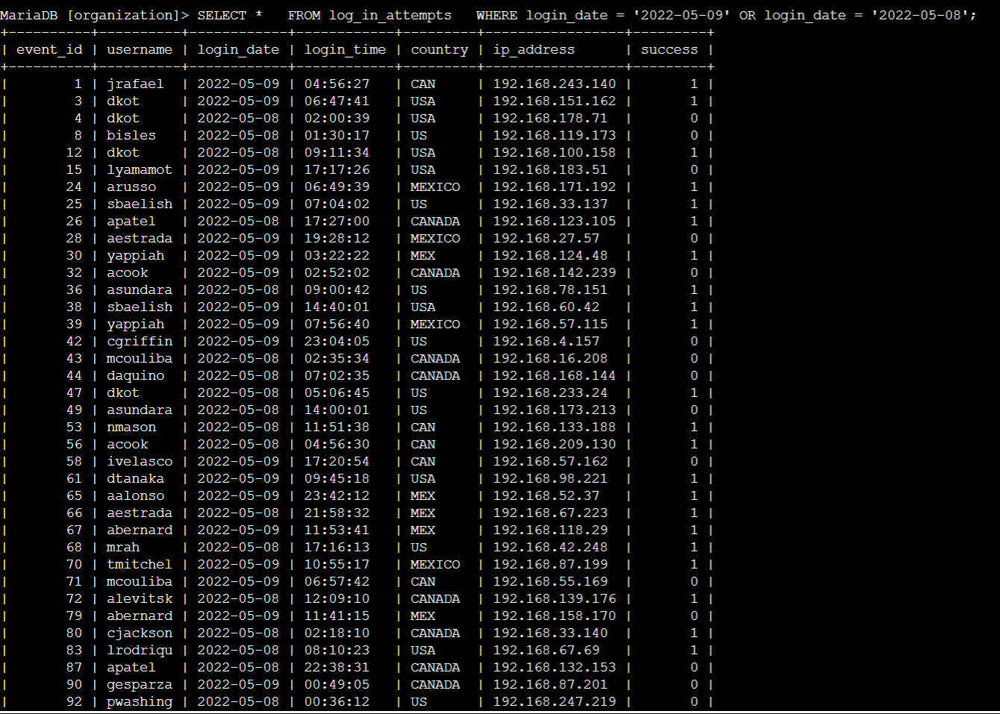 MariaDB [organization]> SELECT *   FROM log_in_attempts   WHERE login_date = '2022-05-09' OR login_date = '2022-05-08';
+----------+----------+------------+------------+---------+-----------------+---------+
| event_id | username | login_date | login_time | country | ip_address      | success |
+----------+----------+------------+------------+---------+-----------------+---------+
|        1 | jrafael  | 2022-05-09 | 04:56:27   | CAN     | 192.168.243.140 |       1 |
|        3 | dkot     | 2022-05-09 | 06:47:41   | USA     | 192.168.151.162 |       1 |
|        4 | dkot     | 2022-05-08 | 02:00:39   | USA     | 192.168.178.71  |       0 |
|        8 | bisles   | 2022-05-08 | 01:30:17   | US      | 192.168.119.173 |       0 |
|       12 | dkot     | 2022-05-08 | 09:11:34   | USA     | 192.168.100.158 |       1 |
|       15 | lyamamot | 2022-05-09 | 17:17:26   | USA     | 192.168.183.51  |       0 |
|       24 | arusso   | 2022-05-09 | 06:49:39   | MEXICO  | 192.168.171.192 |       1 |
|       25 | sbaelish | 2022-05-09 | 07:04:02   | US      | 192.168.33.137  |       1 |
|       26 | apatel   | 2022-05-08 | 17:27:00   | CANADA  | 192.168.123.105 |       1 |
|       28 | aestrada | 2022-05-09 | 19:28:12   | MEXICO  | 192.168.27.57   |       0 |
|       30 | yappiah  | 2022-05-09 | 03:22:22   | MEX     | 192.168.124.48  |       1 |
|       32 | acook    | 2022-05-09 | 02:52:02   | CANADA  | 192.168.142.239 |       0 |
|       36 | asundara | 2022-05-08 | 09:00:42   | US      | 192.168.78.151  |       1 |
|       38 | sbaelish | 2022-05-09 | 14:40:01   | USA     | 192.168.60.42   |       1 |
|       39 | yappiah  | 2022-05-09 | 07:56:40   | MEXICO  | 192.168.57.115  |       1 |
|       42 | cgriffin | 2022-05-09 | 23:04:05   | US      | 192.168.4.157   |       0 |
|       43 | mcouliba | 2022-05-08 | 02:35:34   | CANADA  | 192.168.16.208  |       0 |
|       44 | daquino  | 2022-05-08 | 07:02:35   | CANADA  | 192.168.168.144 |       0 |
|       47 | dkot     | 2022-05-08 | 05:06:45   | US      | 192.168.233.24  |       1 |
|       49 | asundara | 2022-05-08 | 14:00:01   | US      | 192.168.173.213 |       0 |
|       53 | nmason   | 2022-05-08 | 11:51:38   | CAN     | 192.168.133.188 |       1 |
|       56 | acook    | 2022-05-08 | 04:56:30   | CAN     | 192.168.209.130 |       1 |
|       58 | ivelasco | 2022-05-09 | 17:20:54   | CAN     | 192.168.57.162  |       0 |
|       61 | dtanaka  | 2022-05-09 | 09:45:18   | USA     | 192.168.98.221  |       1 |
|       65 | aalonso  | 2022-05-09 | 23:42:12   | MEX     | 192.168.52.37   |       1 |
|       66 | aestrada | 2022-05-08 | 21:58:32   | MEX     | 192.168.67.223  |       1 |
|       67 | abernard | 2022-05-09 | 11:53:41   | MEX     | 192.168.118.29  |       1 |
|       68 | mrah     | 2022-05-08 | 17:16:13   | US      | 192.168.42.248  |       1 |
|       70 | tmitchel | 2022-05-09 | 10:55:17   | MEXICO  | 192.168.87.199  |       1 |
|       71 | mcouliba | 2022-05-09 | 06:57:42   | CAN     | 192.168.55.169  |       0 |
|       72 | alevitsk | 2022-05-08 | 12:09:10   | CANADA  | 192.168.139.176 |       1 |
|       79 | abernard | 2022-05-09 | 11:41:15   | MEX     | 192.168.158.170 |       0 |
|       80 | cjackson | 2022-05-08 | 02:18:10   | CANADA  | 192.168.33.140  |       1 |
|       83 | lrodriqu | 2022-05-08 | 08:10:23   | USA     | 192.168.67.69   |       1 |
|       87 | apatel   | 2022-05-08 | 22:38:31   | CANADA  | 192.168.132.153 |       0 |
|       90 | gesparza | 2022-05-09 | 00:49:05   | CANADA  | 192.168.87.201  |       0 |
|       92 | pwashing | 2022-05-08 | 00:36:12   | US      | 192.168.247.219 |       0 |